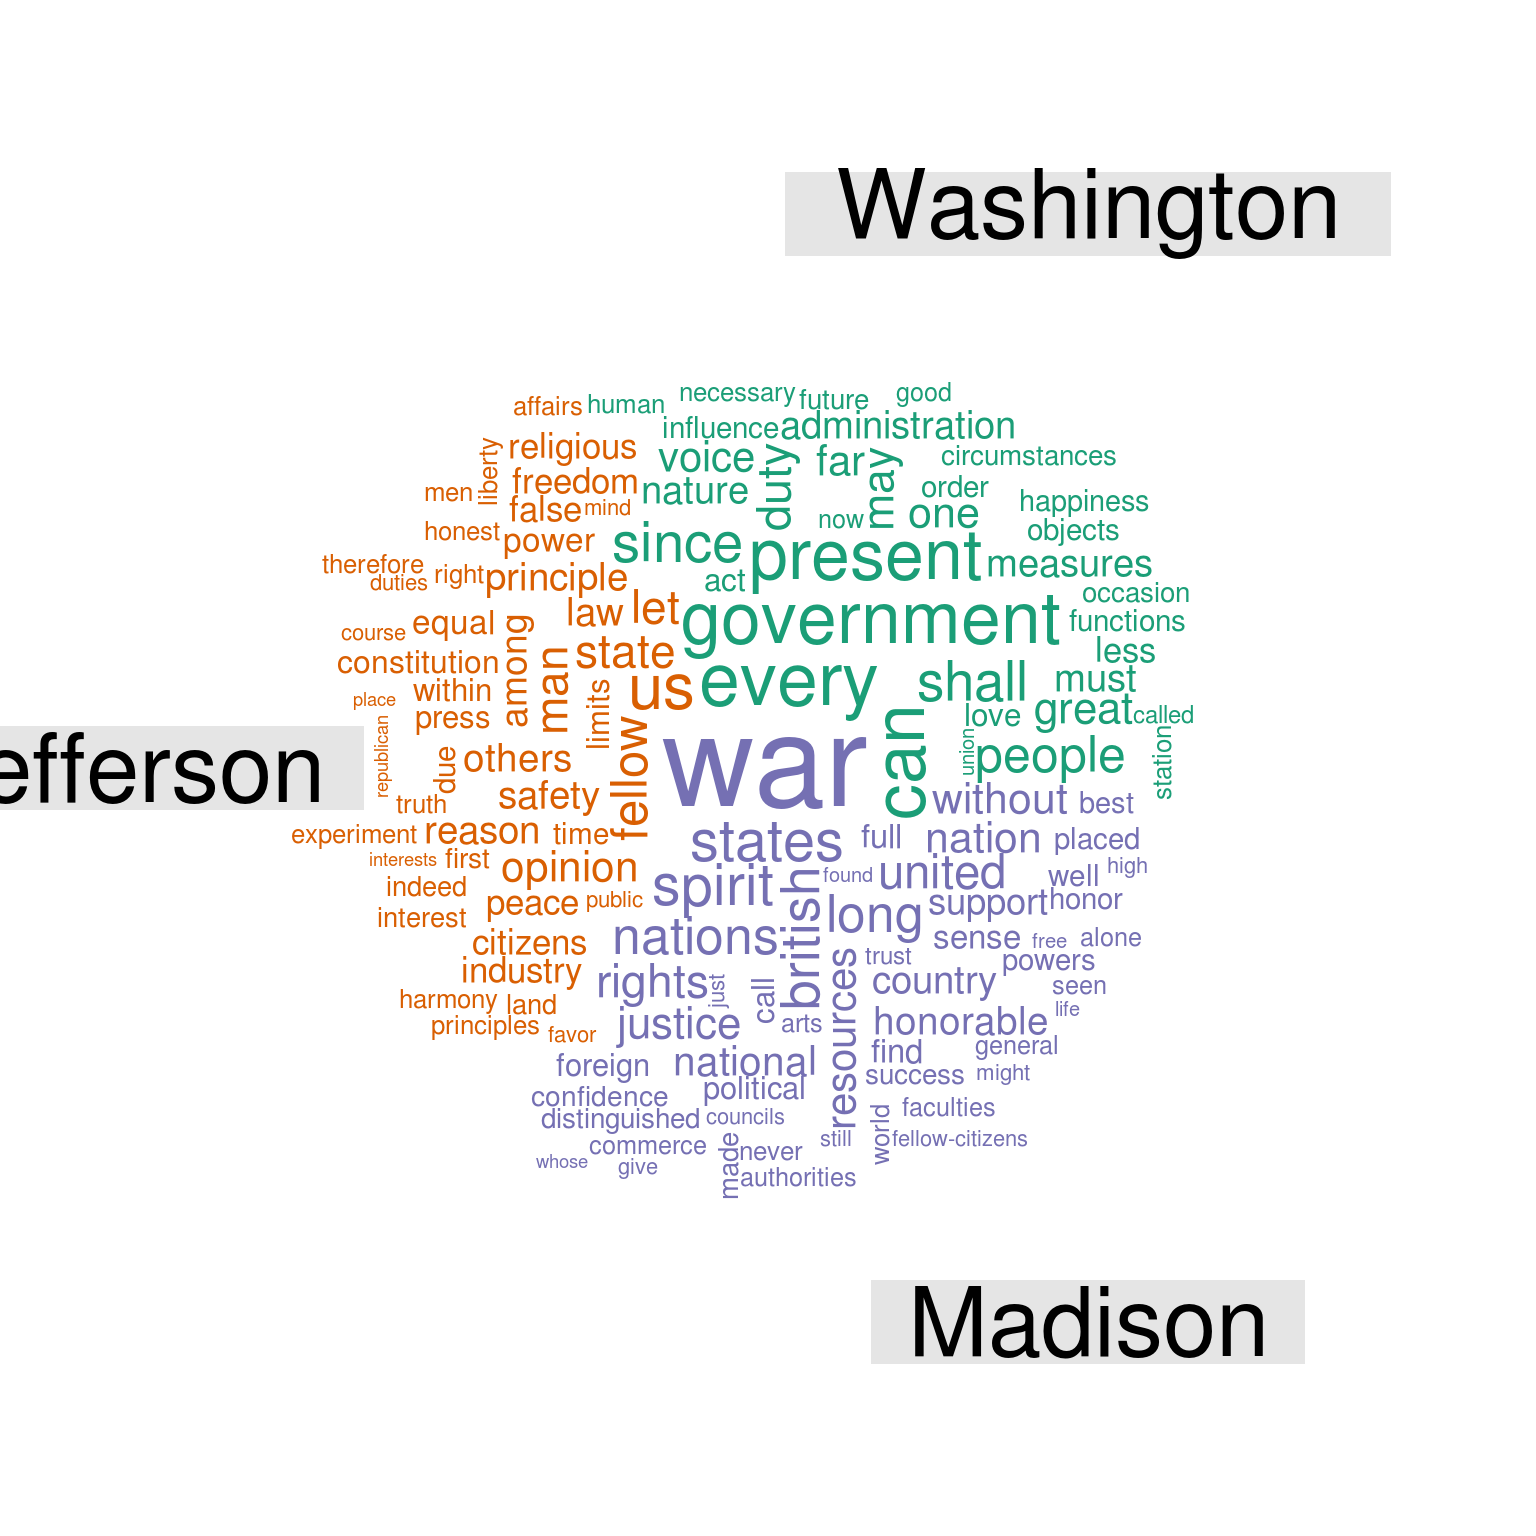 Washington
necessary
future
good
affairs
human
influence
administration
religious
liberty
voice
duty
far
may
circumstances
men
freedom
nature
order
happiness
false
mind
now
one
objects
honest
power
since
present
measures
therefore
duties
right
principle
act
occasion
law
let
government
functions
course
equal
among
man
state
less
constitution
within
limits
us
every
shall
must
place
press
fellow
love
great
called
republican
efferson
due
others
war
can
union
people
station
truth
safety
without
best
experiment
reason
time
states
full
nation
placed
interests
first
opinion
spirit
found
united
well
high
indeed
peace
public
british
long
support
honor
interest
citizens
nations
sense
free
alone
industry
rights
just
call
resources
trust
country
powers
seen
harmony
land
principles
favor
justice
arts
honorable
life
foreign
national
find
general
confidence
political
success
might
distinguished
councils
world
faculties
commerce
made
never
still
fellow-citizens
whose
give
authorities
Madison